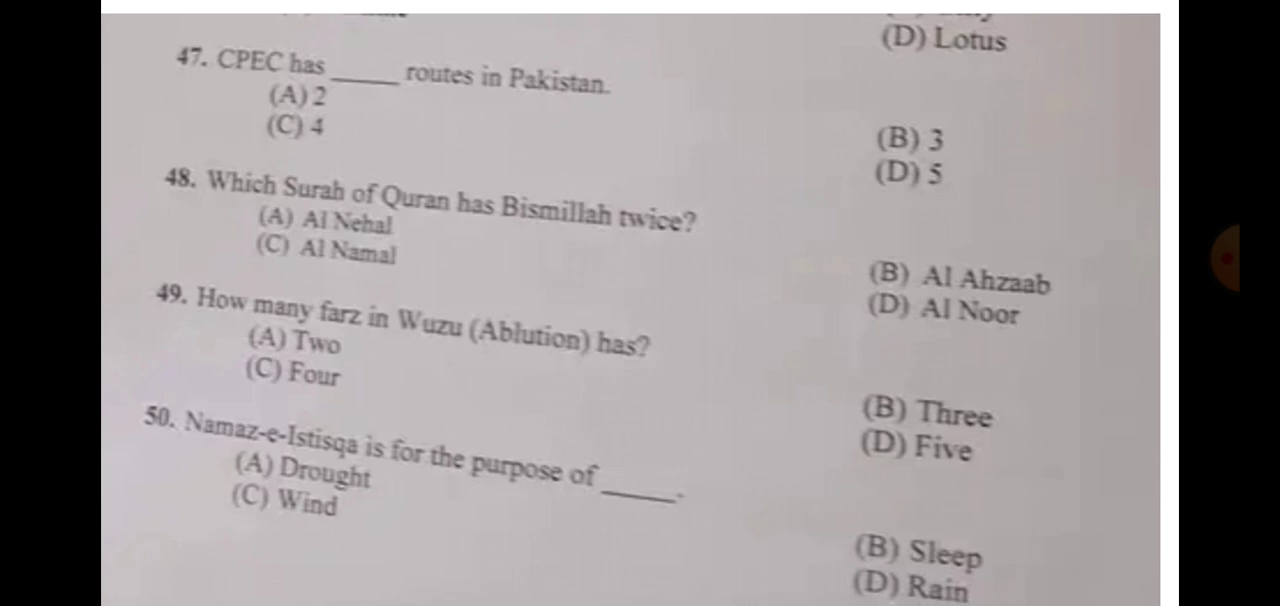 (D) Lotus
47. CPEC has _____ routes in Pakistan.
(A) 2
(B) 3
(C) 4
(D) 5
48. Which Surah of Quran has Bismillah twice?
(A) Al Nehal
(B) Al Ahzaab
(C) Al Namal
(D) Al Noor
49. How many farz in Wuzu (Ablution) has?
(A) Two
(B) Three
(C) Four
(D) Five
50. Namaz-e-Istisqa is for the purpose of _____.
(A) Drought
(B) Sleep
(C) Wind
(D) Rain